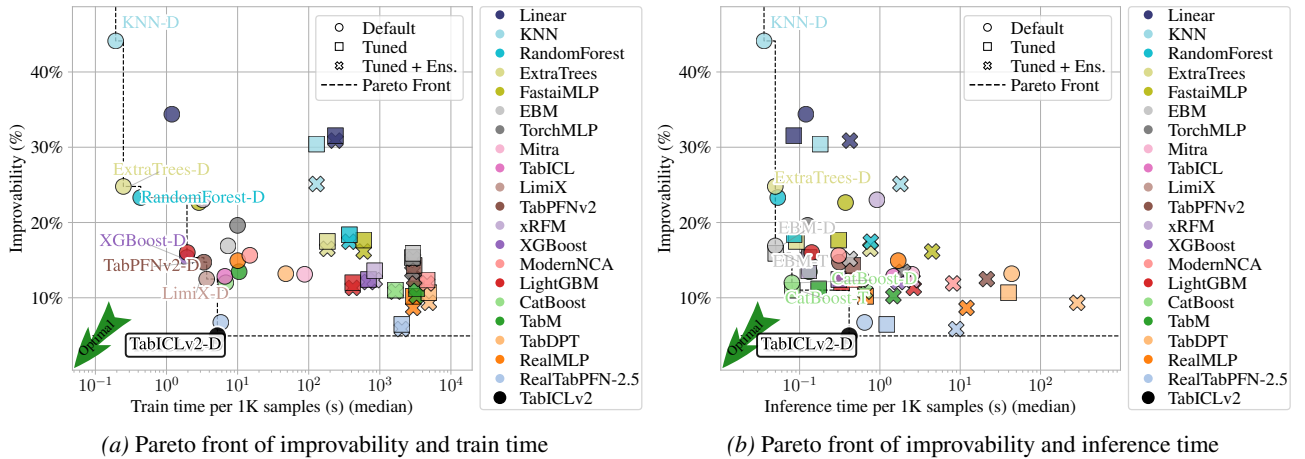 KNN-D
Default
Tuned
Tuned + Ens.
Pareto Front
40%
30%
20%
10%
Improvability (%)
ExtraTrees-D
RandomForest-D
XGBoost-D
TabPFNv2-D
LimiX-D
TabICLv2-D
Optimal
10⁻¹ 10⁰ 10¹ 10² 10³ 10⁴
Train time per 1K samples (s) (median)
Linear
KNN
RandomForest
ExtraTrees
FastaiMLP
EBM
TorchMLP
Mitra
TabICL
LimiX
TabPFNv2
xRFM
XGBoost
ModernNCA
LightGBM
CatBoost
TabM
TabDPT
RealMLP
RealTabPFN-2.5
TabICLv2
(a) Pareto front of improvability and train time
KNN-D
Default
Tuned
Tuned + Ens.
Pareto Front
40%
30%
20%
10%
Improvability (%)
ExtraTrees-D
EBM-D
EBM-T
CatBoost-D
CatBoost-T
TabICLv2-D
Optimal
10⁻¹ 10⁰ 10¹ 10²
Inference time per 1K samples (s) (median)
Linear
KNN
RandomForest
ExtraTrees
FastaiMLP
EBM
TorchMLP
Mitra
TabICL
LimiX
TabPFNv2
xRFM
XGBoost
ModernNCA
LightGBM
CatBoost
TabM
TabDPT
RealMLP
RealTabPFN-2.5
TabICLv2
(b) Pareto front of improvability and inference time